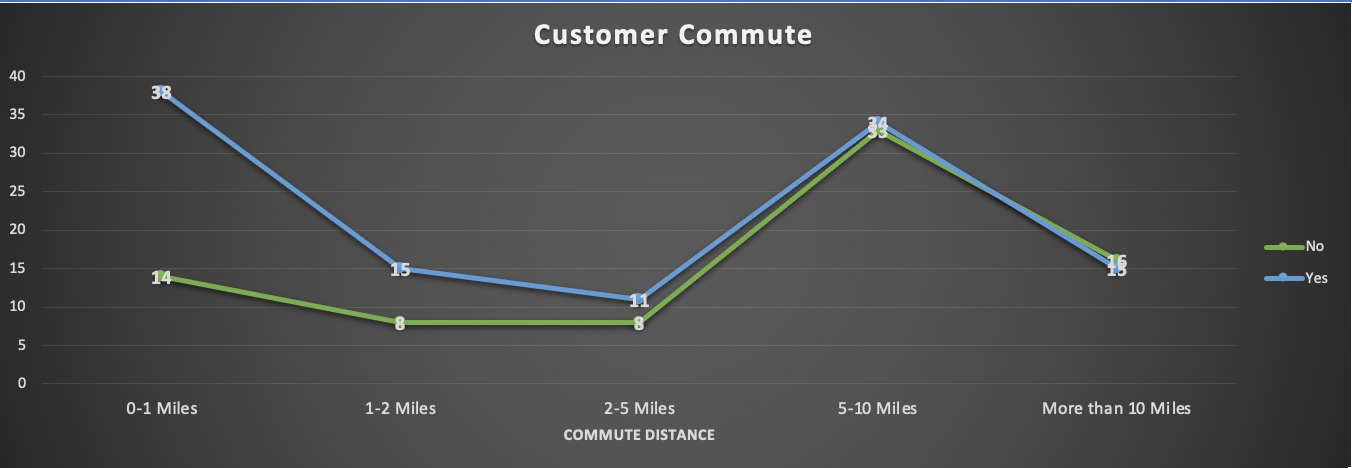 Customer Commute
40
35
30
25
20
15
10
5
0
38
14
15
8
11
8
34
33
16
15
No
Yes
0-1 Miles
1-2 Miles
2-5 Miles
5-10 Miles
More than 10 Miles
COMMUTE DISTANCE